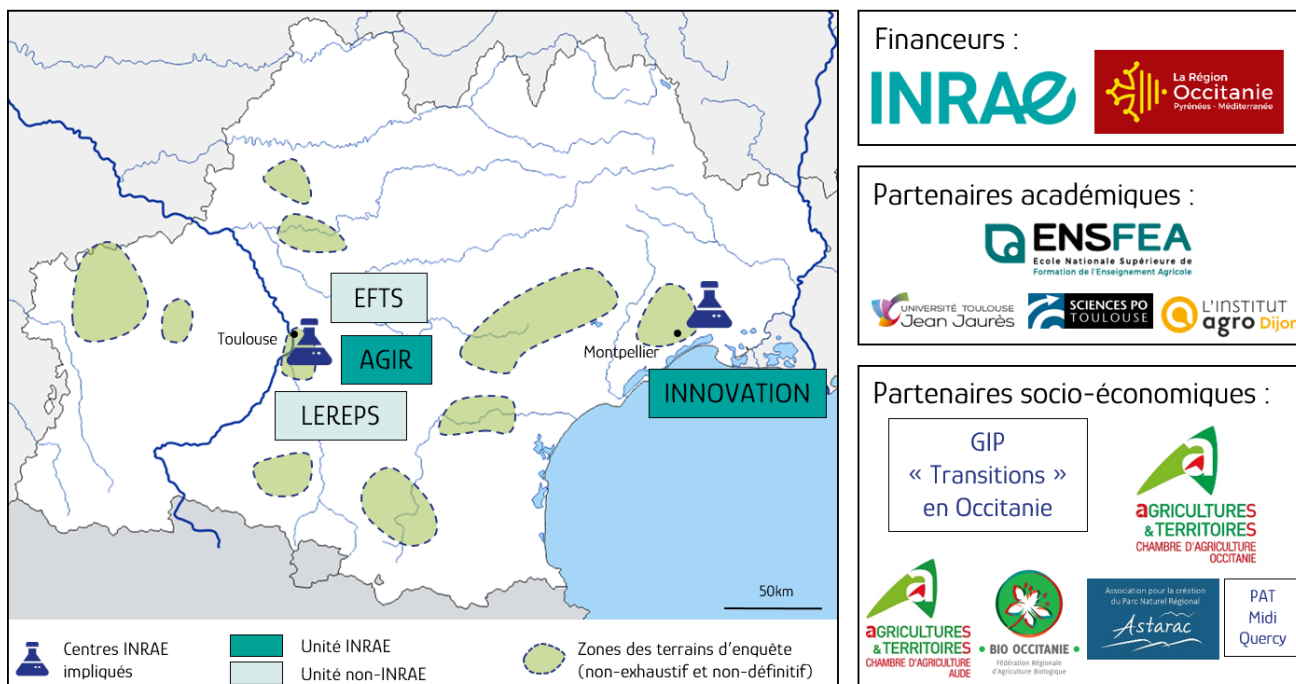 EFTS
Toulouse
AGIR
Montpellier
LEREPS
INNOVATION
50km
Centres INRAE
impliqués
Unité INRAE
Unité non-INRAE
Zones des terrains d'enquête
(non-exhaustif et non-définitif)
Financeurs :
INRAE
La Région
Occitanie
Pyrénées - Méditerranée
Partenaires académiques :
ENSFEA
Ecole Nationale Supérieure de
Formation de l'Enseignement Agricole
UNIVERSITÉ TOULOUSE
Jean Jaurès
SCIENCES PO
TOULOUSE
L'INSTITUT
agro Dijon
Partenaires socio-économiques :
GIP
« Transitions »
en Occitanie
aGRICULTURES
& TERRITOIRES
CHAMBRE D'AGRICULTURE
OCCITANIE
aGRICULTURES
& TERRITOIRES
CHAMBRE D'AGRICULTURE
AUDE
• BIO OCCITANIE •
Fédération Régionale
d'Agriculture Biologique
Association pour la création
du Parc Naturel Régional
Astarac
PAT
Midi
Quercy